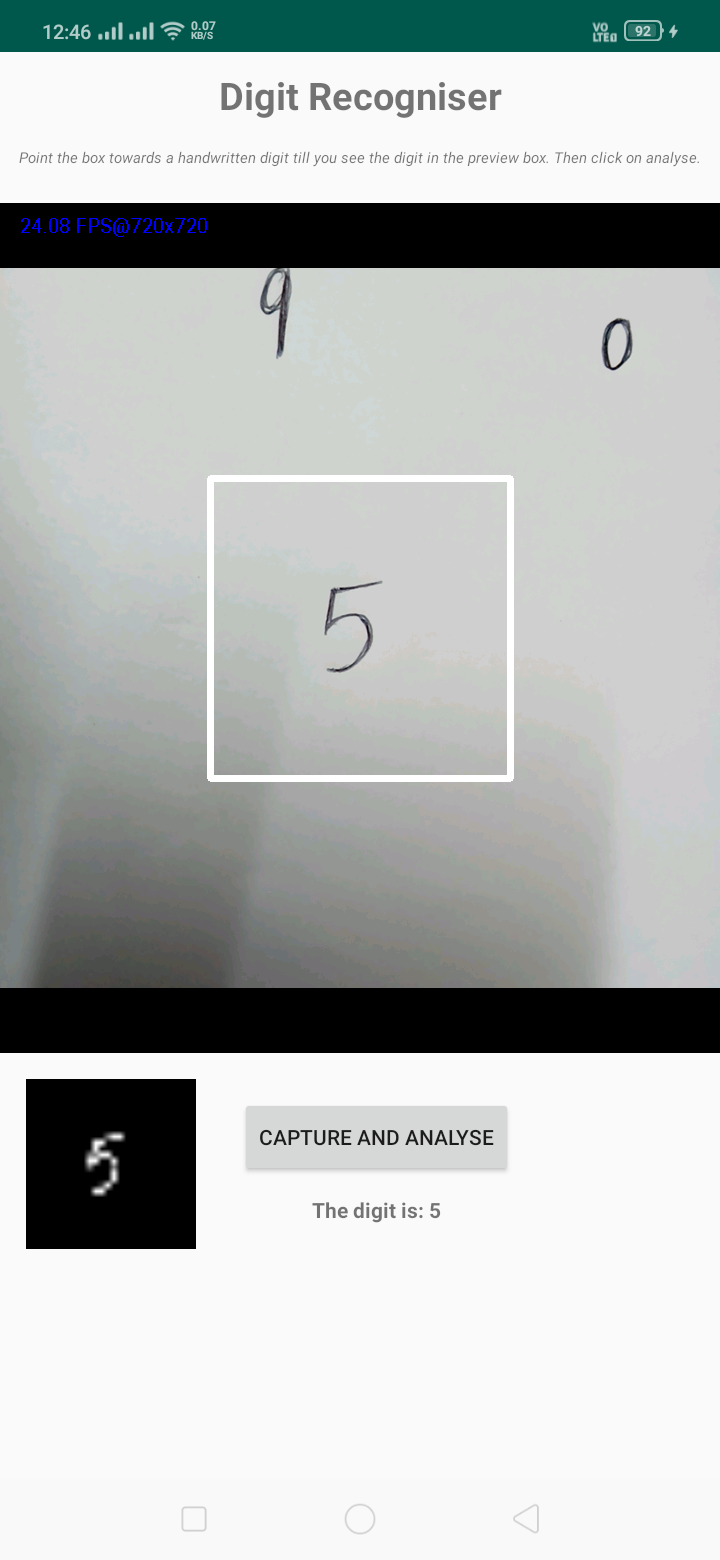 12:46 0.07 KB/S VO LTE 92
Digit Recogniser
Point the box towards a handwritten digit till you see the digit in the preview box. Then click on analyse.
24.08 FPS@720x720
9
0
5
5
CAPTURE AND ANALYSE
The digit is: 5